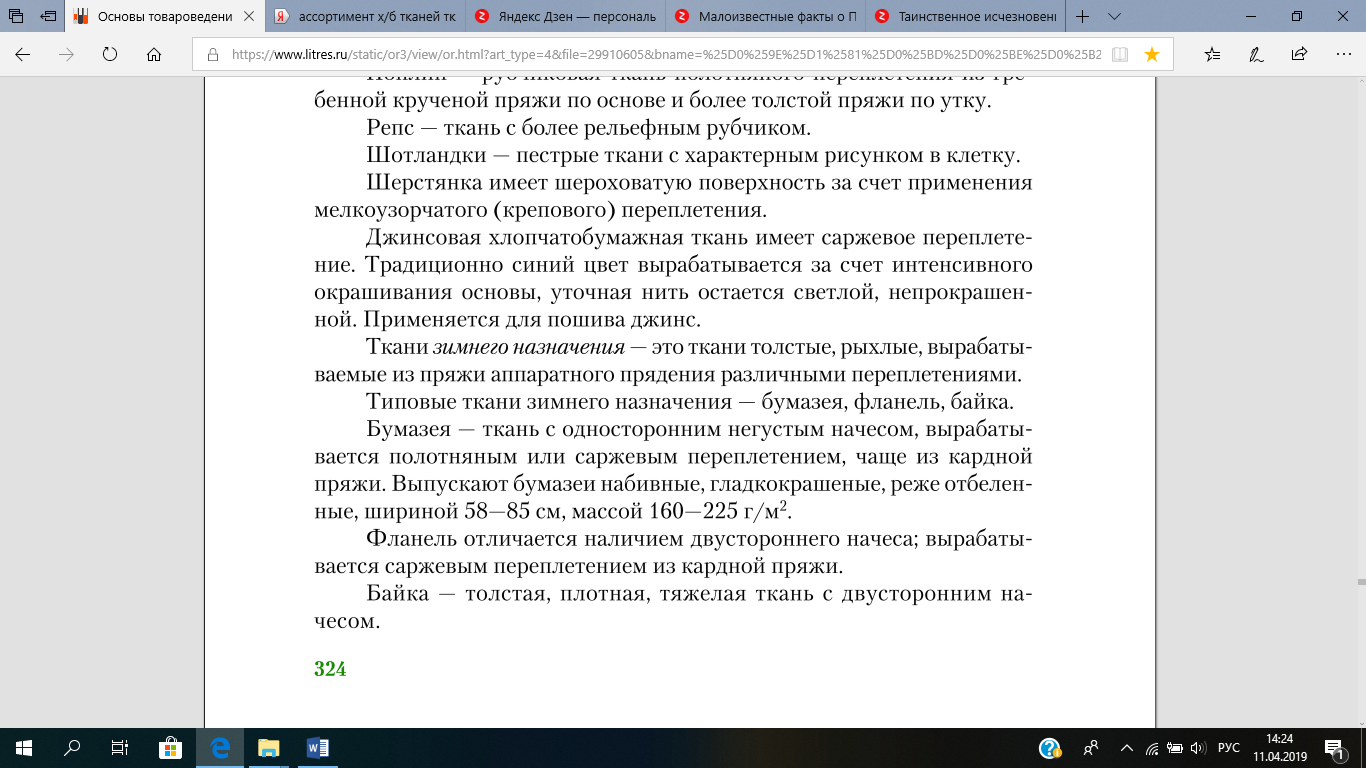 Основы товароведени
ассортимент х/б тканей тк
Яндекс Дзен — персональ
Малоизвестные факты о П
Таинственное исчезновен
https://www.litres.ru/static/or3/view/or.html?art_type=4&file=29910605&bname=%25D0%259E%25D1%2581%25D0%25BD%25D0%25BE%25D0%25B2
Поплин — рубчиковая ткань полотняного переплетения из гре-
бенной крученой пряжи по основе и более толстой пряжи по утку.
Репс — ткань с более рельефным рубчиком.
Шотландки — пестрые ткани с характерным рисунком в клетку.
Шерстянка имеет шероховатую поверхность за счет применения
мелкоузорчатого (крепового) переплетения.
Джинсовая хлопчатобумажная ткань имеет саржевое переплете-
ние. Традиционно синий цвет вырабатывается за счет интенсивного
окрашивания основы, уточная нить остается светлой, непрокрашен-
ной. Применяется для пошива джинс.
Ткани зимнего назначения — это ткани толстые, рыхлые, вырабаты-
ваемые из пряжи аппаратного прядения различными переплетениями.
Типовые ткани зимнего назначения — бумазея, фланель, байка.
Бумазея — ткань с односторонним негустым начесом, вырабаты-
вается полотняным или саржевым переплетением, чаще из кардной
пряжи. Выпускают бумазеи набивные, гладкокрашеные, реже отбелен-
ные, шириной 58—85 см, массой 160—225 г/м².
Фланель отличается наличием двустороннего начеса; вырабаты-
вается саржевым переплетением из кардной пряжи.
Байка — толстая, плотная, тяжелая ткань с двусторонним на-
чесом.
324
РУС
14:24
11.04.2019
1